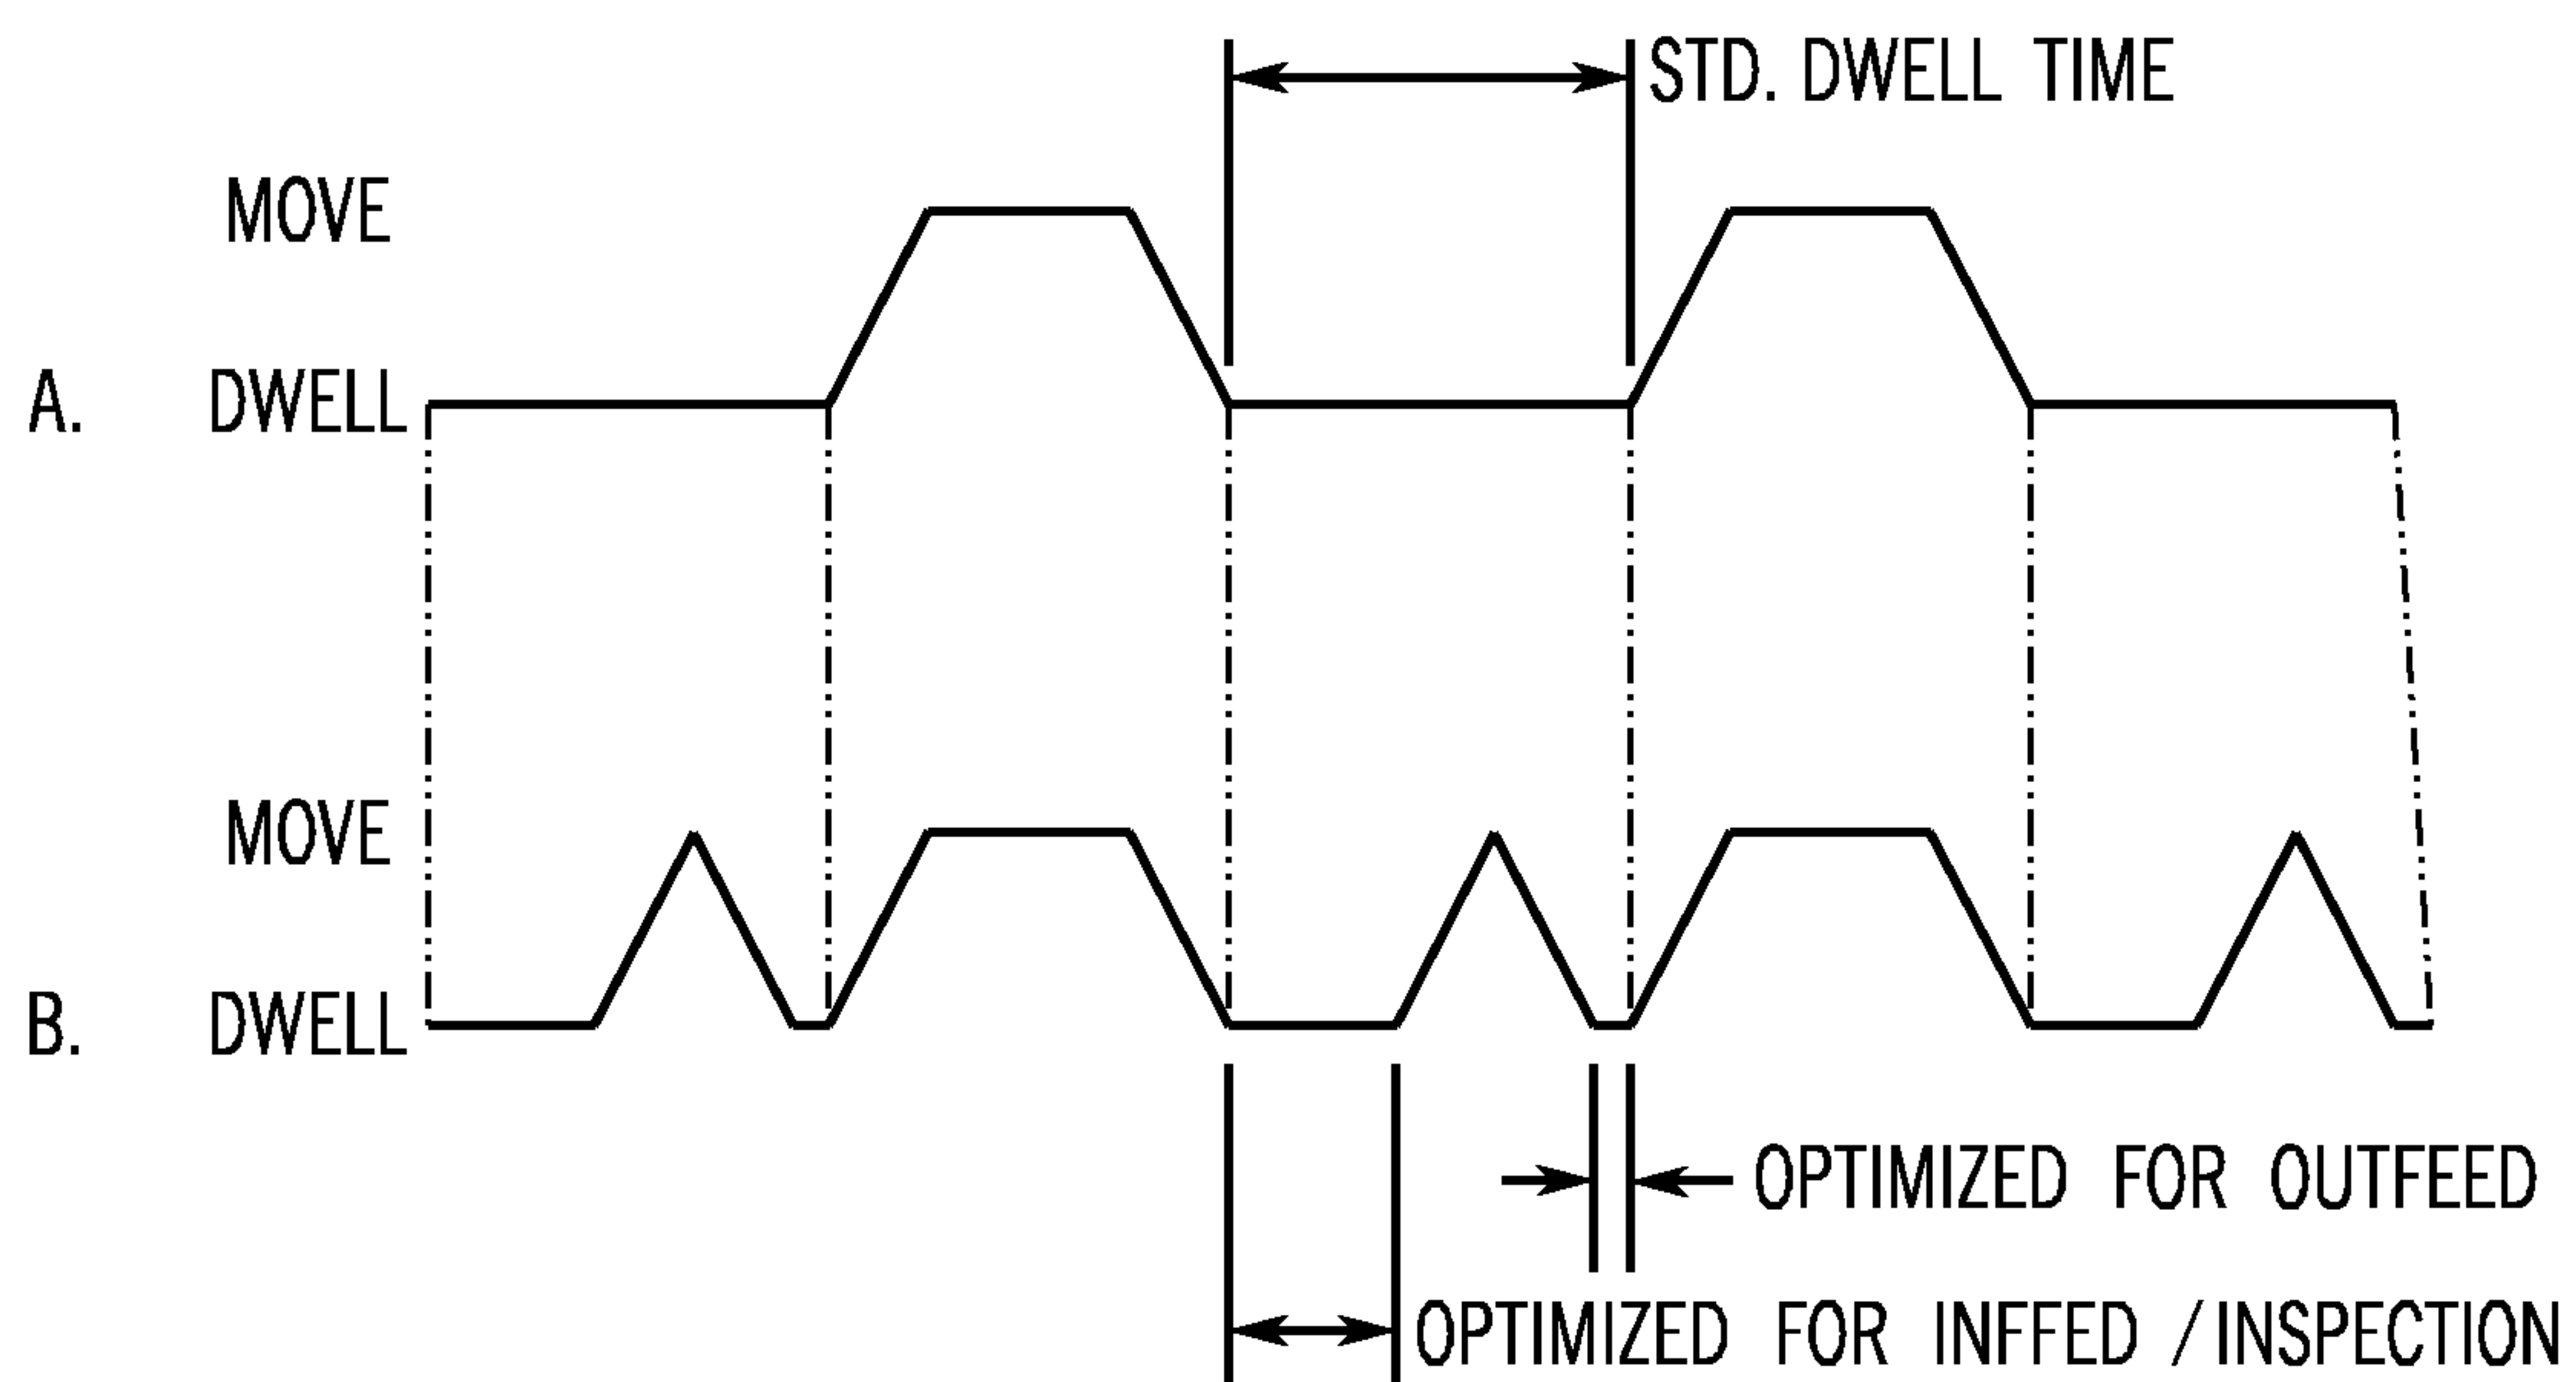 STD. DWELL TIME
MOVE
A. DWELL
MOVE
B. DWELL
OPTIMIZED FOR OUTFEED
OPTIMIZED FOR INFFED / INSPECTION